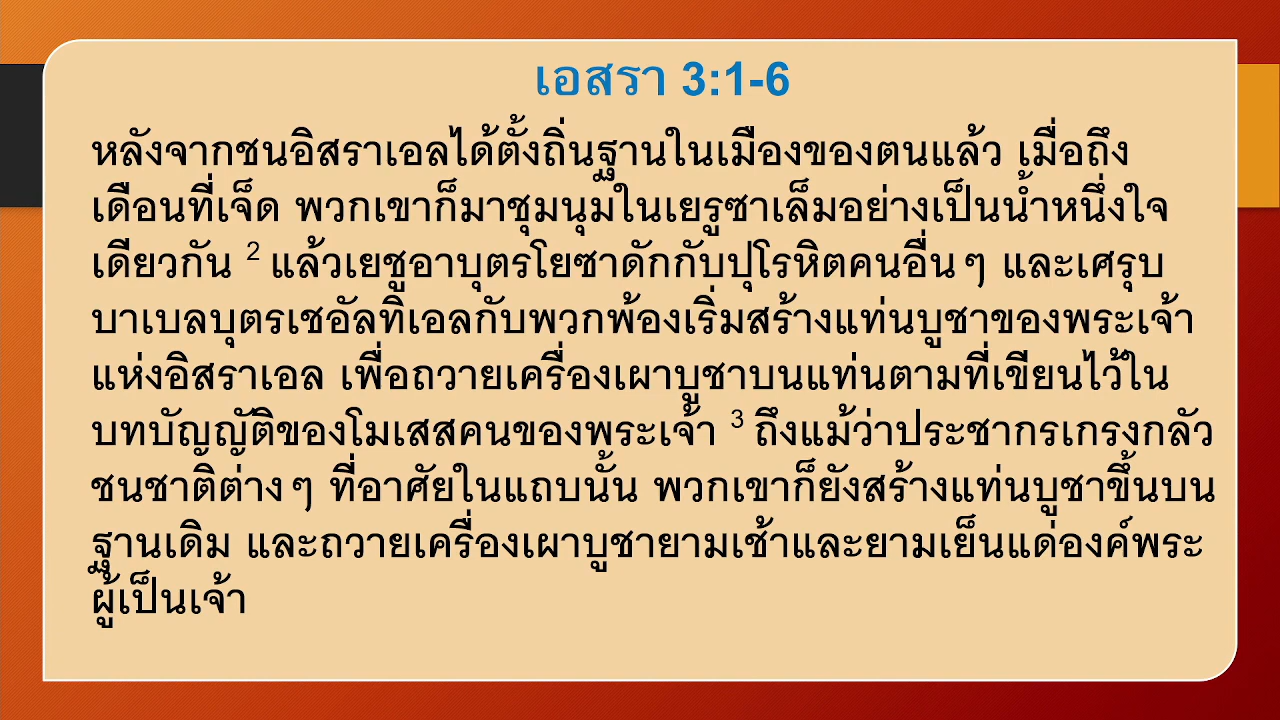 เอสรา 3:1-6
หลังจากชนอิสราเอลได้ตั้งถิ่นฐานในเมืองของตนแล้ว เมื่อถึง
เดือนที่เจ็ด พวกเขาก็มาชุมนุมในเยรูซาเล็มอย่างเป็นน้ำหนึ่งใจ
เดียวกัน 2 แล้วเยชูอาบุตรโยซาดักกับปุโรหิตคนอื่น ๆ และเศรุบ
บาเบลบุตรเชอัลทิเอลกับพวกพ้องเริ่มสร้างแท่นบูชาของพระเจ้า
แห่งอิสราเอล เพื่อถวายเครื่องเผาบูชาบนแท่นตามที่เขียนไว้ใน
บทบัญญัติของโมเสสคนของพระเจ้า 3 ถึงแม้ว่าประชากรเกรงกลัว
ชนชาติต่าง ๆ ที่อาศัยในแถบนั้น พวกเขาก็ยังสร้างแท่นบูชาขึ้นบน
ฐานเดิม และถวายเครื่องเผาบูชายามเช้าและยามเย็นแด่องค์พระ
ผู้เป็นเจ้า